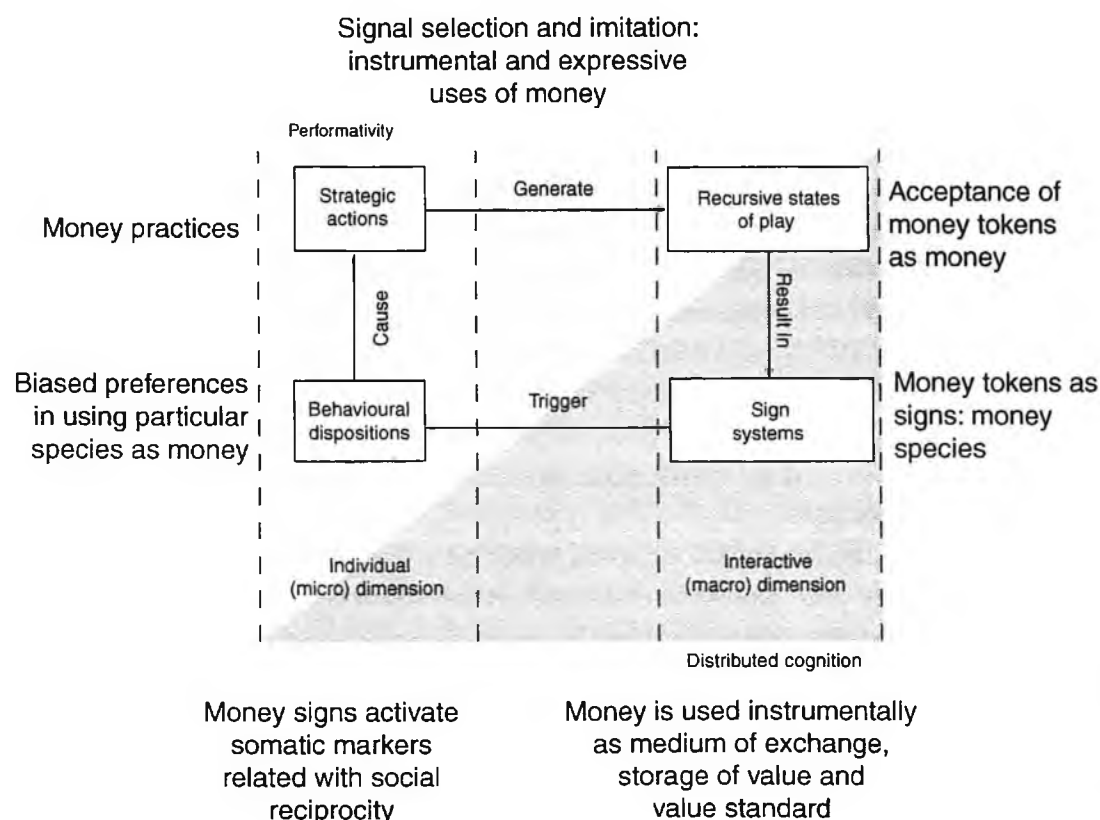 Signal selection and imitation:
instrumental and expressive
uses of money
Performativity
Money practices
Strategic
actions
Generate
Recursive states
of play
Acceptance of
money tokens
as money
Cause
Result in
Biased preferences
in using particular
species as money
Behavioural
dispositions
Trigger
Sign
systems
Money tokens as
signs: money
species
Individual
(micro) dimension
Interactive
(macro) dimension
Distributed cognition
Money signs activate
somatic markers
related with social
reciprocity
Money is used instrumentally
as medium of exchange,
storage of value and
value standard